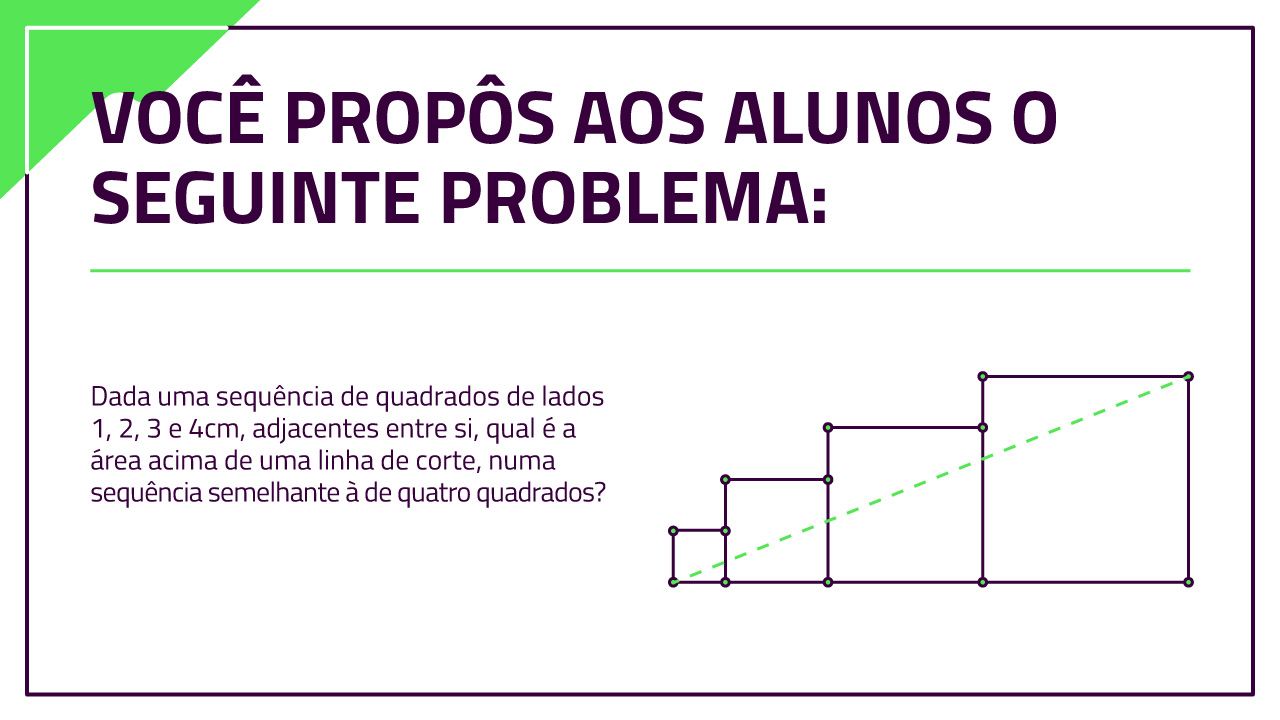 VOCÊ PROPÔS AOS ALUNOS O
SEGUINTE PROBLEMA:
Dada uma sequência de quadrados de lados
1, 2, 3 e 4cm, adjacentes entre si, qual é a
área acima de uma linha de corte, numa
sequência semelhante à de quatro quadrados?